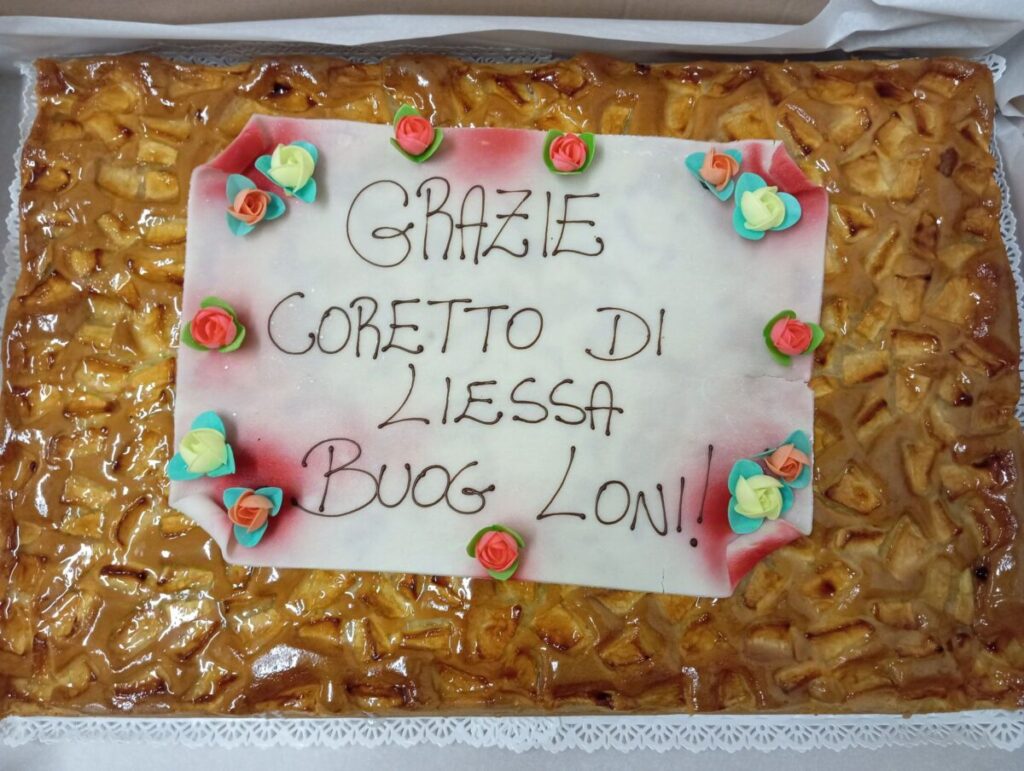 GRAZIE
CORETTO DI
LIESSA
BUOG LONI!